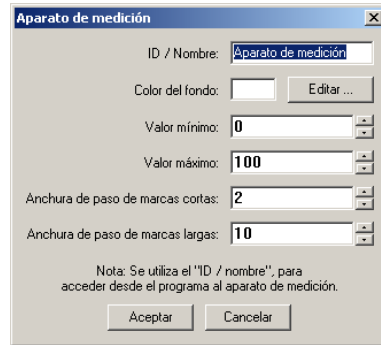 Aparato de medición
ID / Nombre: Aparato de medición
Color del fondo: Editar ...
Valor mínimo: 0
Valor máximo: 100
Anchura de paso de marcas cortas: 2
Anchura de paso de marcas largas: 10
Nota: Se utiliza el "ID / nombre", para
acceder desde el programa al aparato de medición.
Aceptar Cancelar